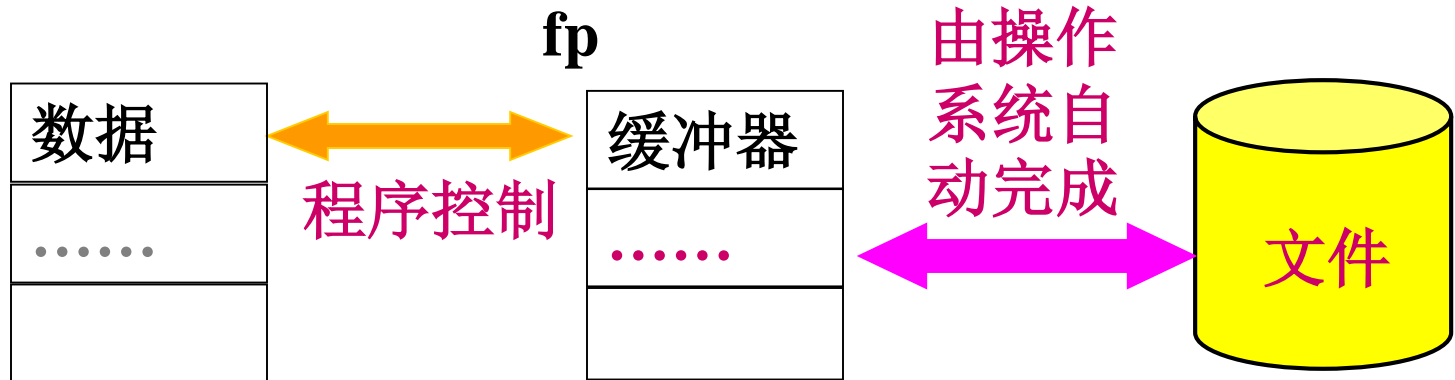 fp
数据
......
程序控制
缓冲器
......
由操作
系统自
动完成
文件